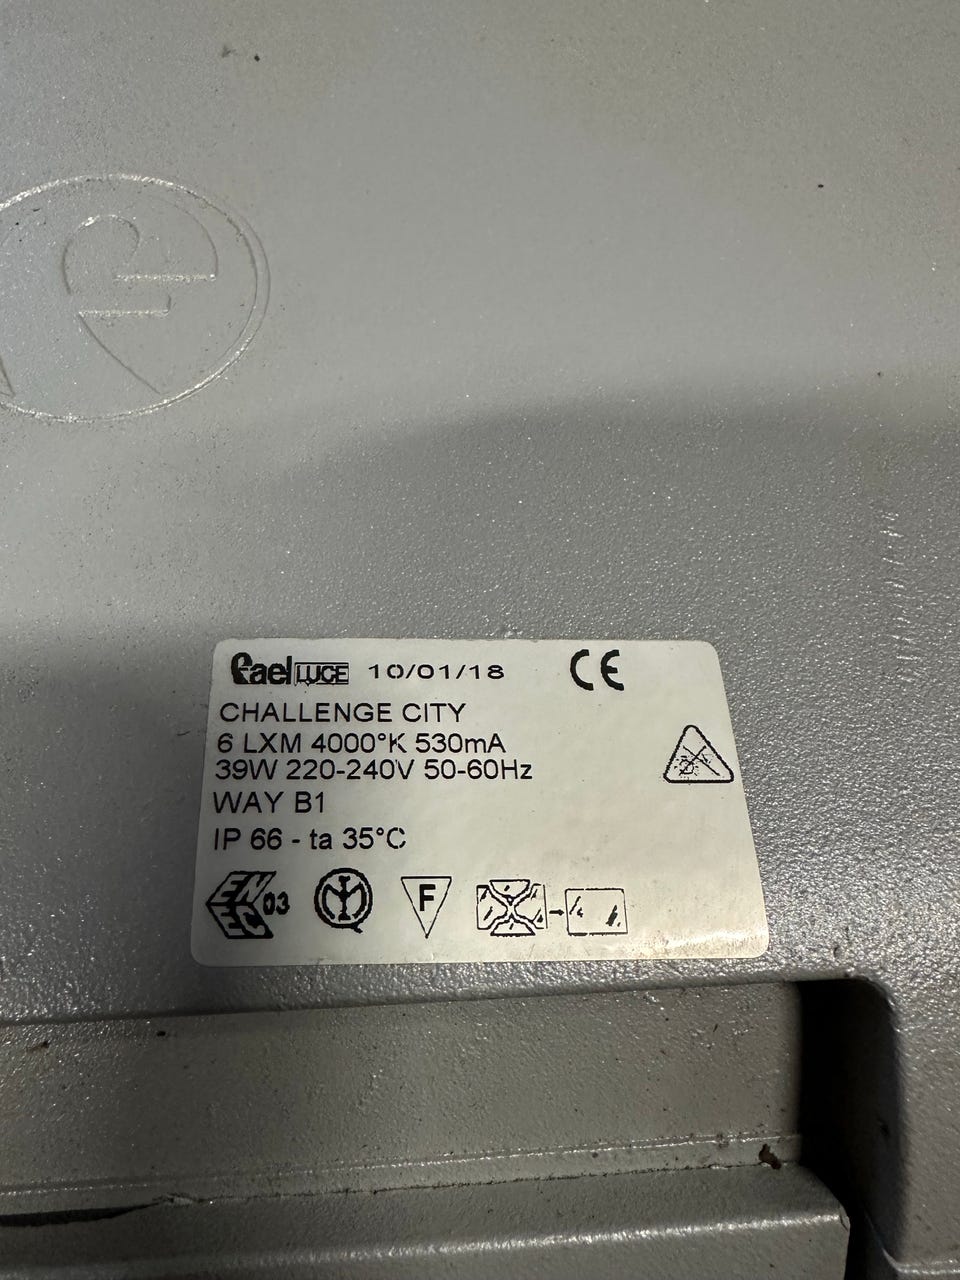 fael LUCE 10/01/18 CE
CHALLENGE CITY
6 LXM 4000°K 530mA
39W 220-240V 50-60Hz
WAY B1
IP 66 - ta 35°C
ENEC 03 F